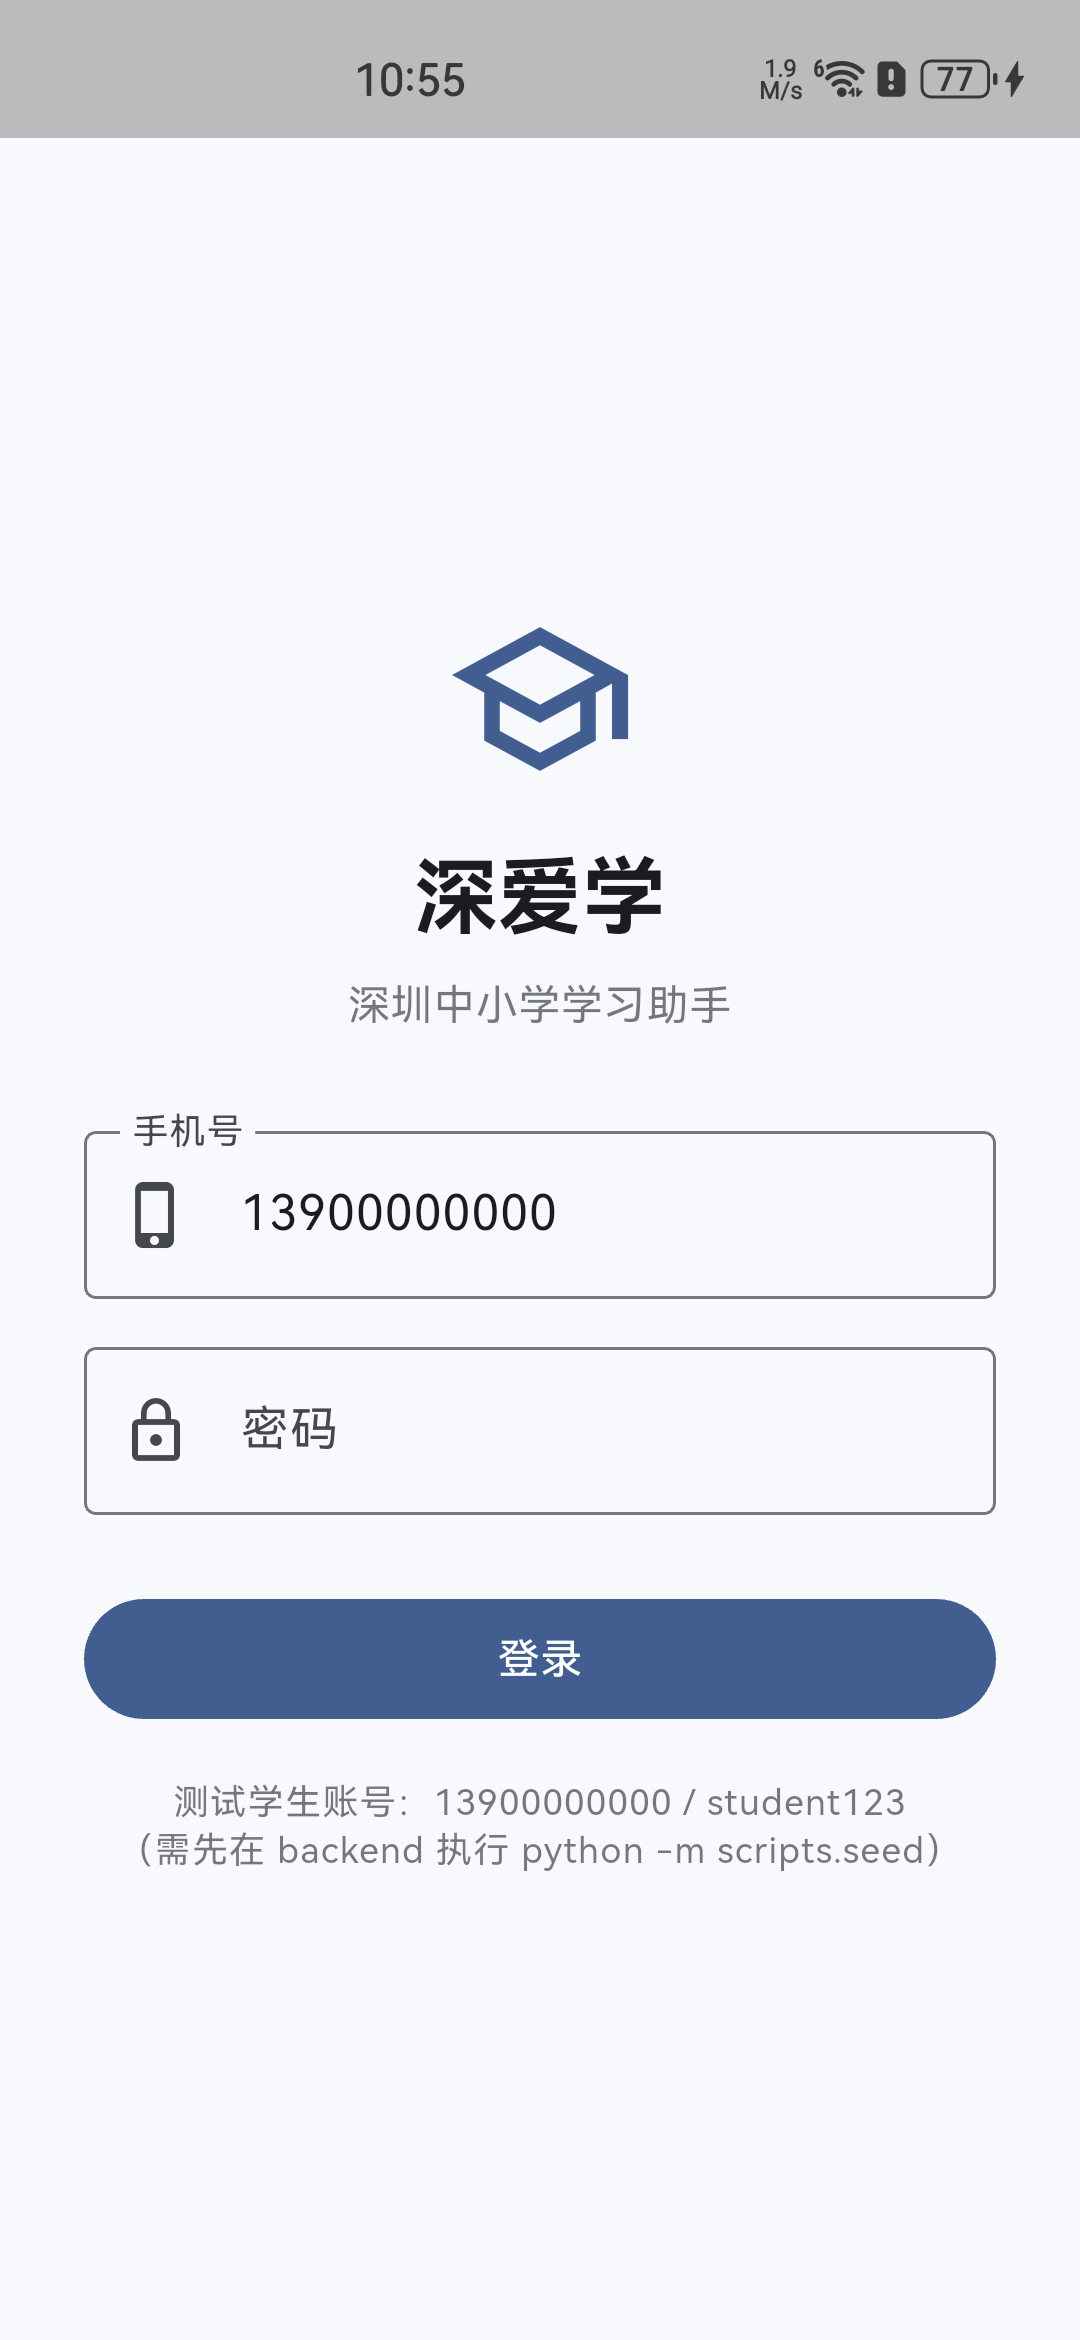 10:55
1.9
M/s
6
77
深爱学
深圳中小学学习助手
手机号
13900000000
密码
登录
测试学生账号：13900000000 / student123
（需先在 backend 执行 python -m scripts.seed）